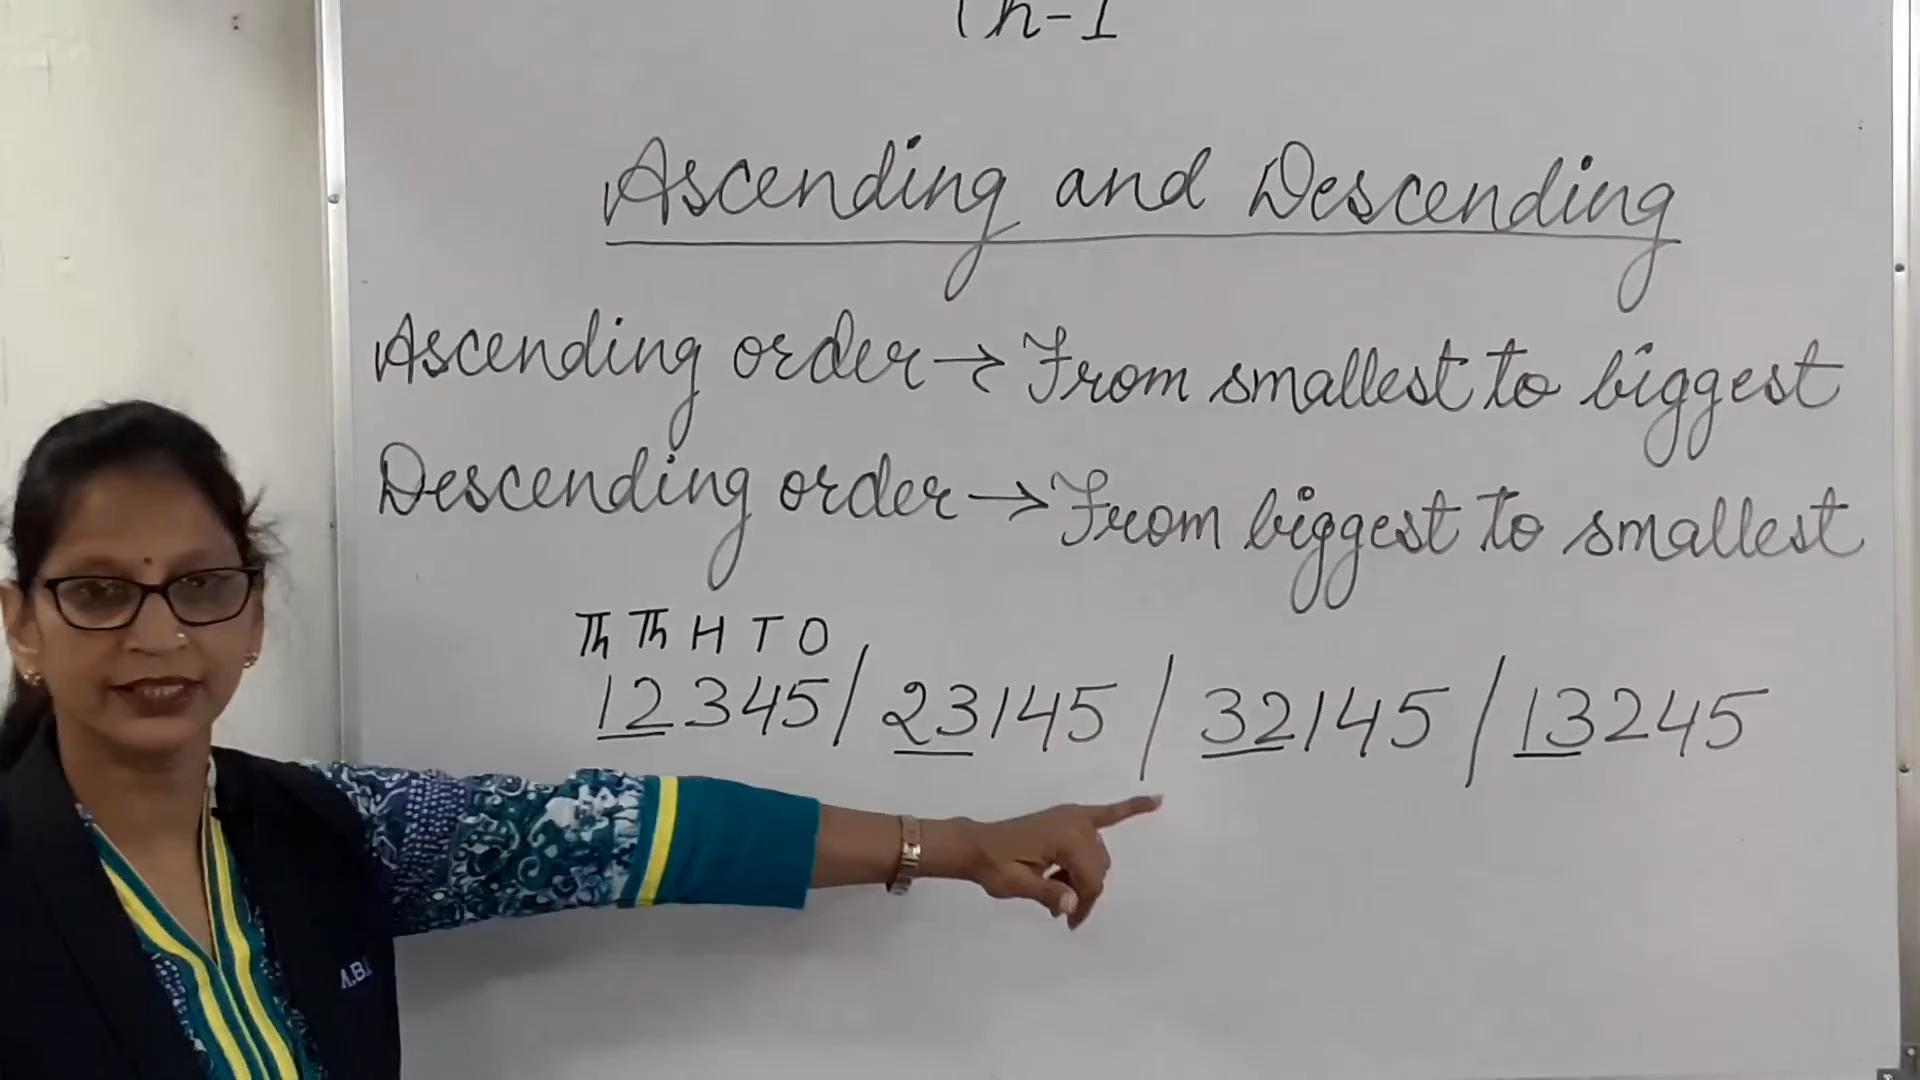 Ch-1
Ascending and Descending
Ascending order → From smallest to biggest
Descending order → From biggest to smallest
Th Th H T O
12345 / 23145 / 32145 / 13245